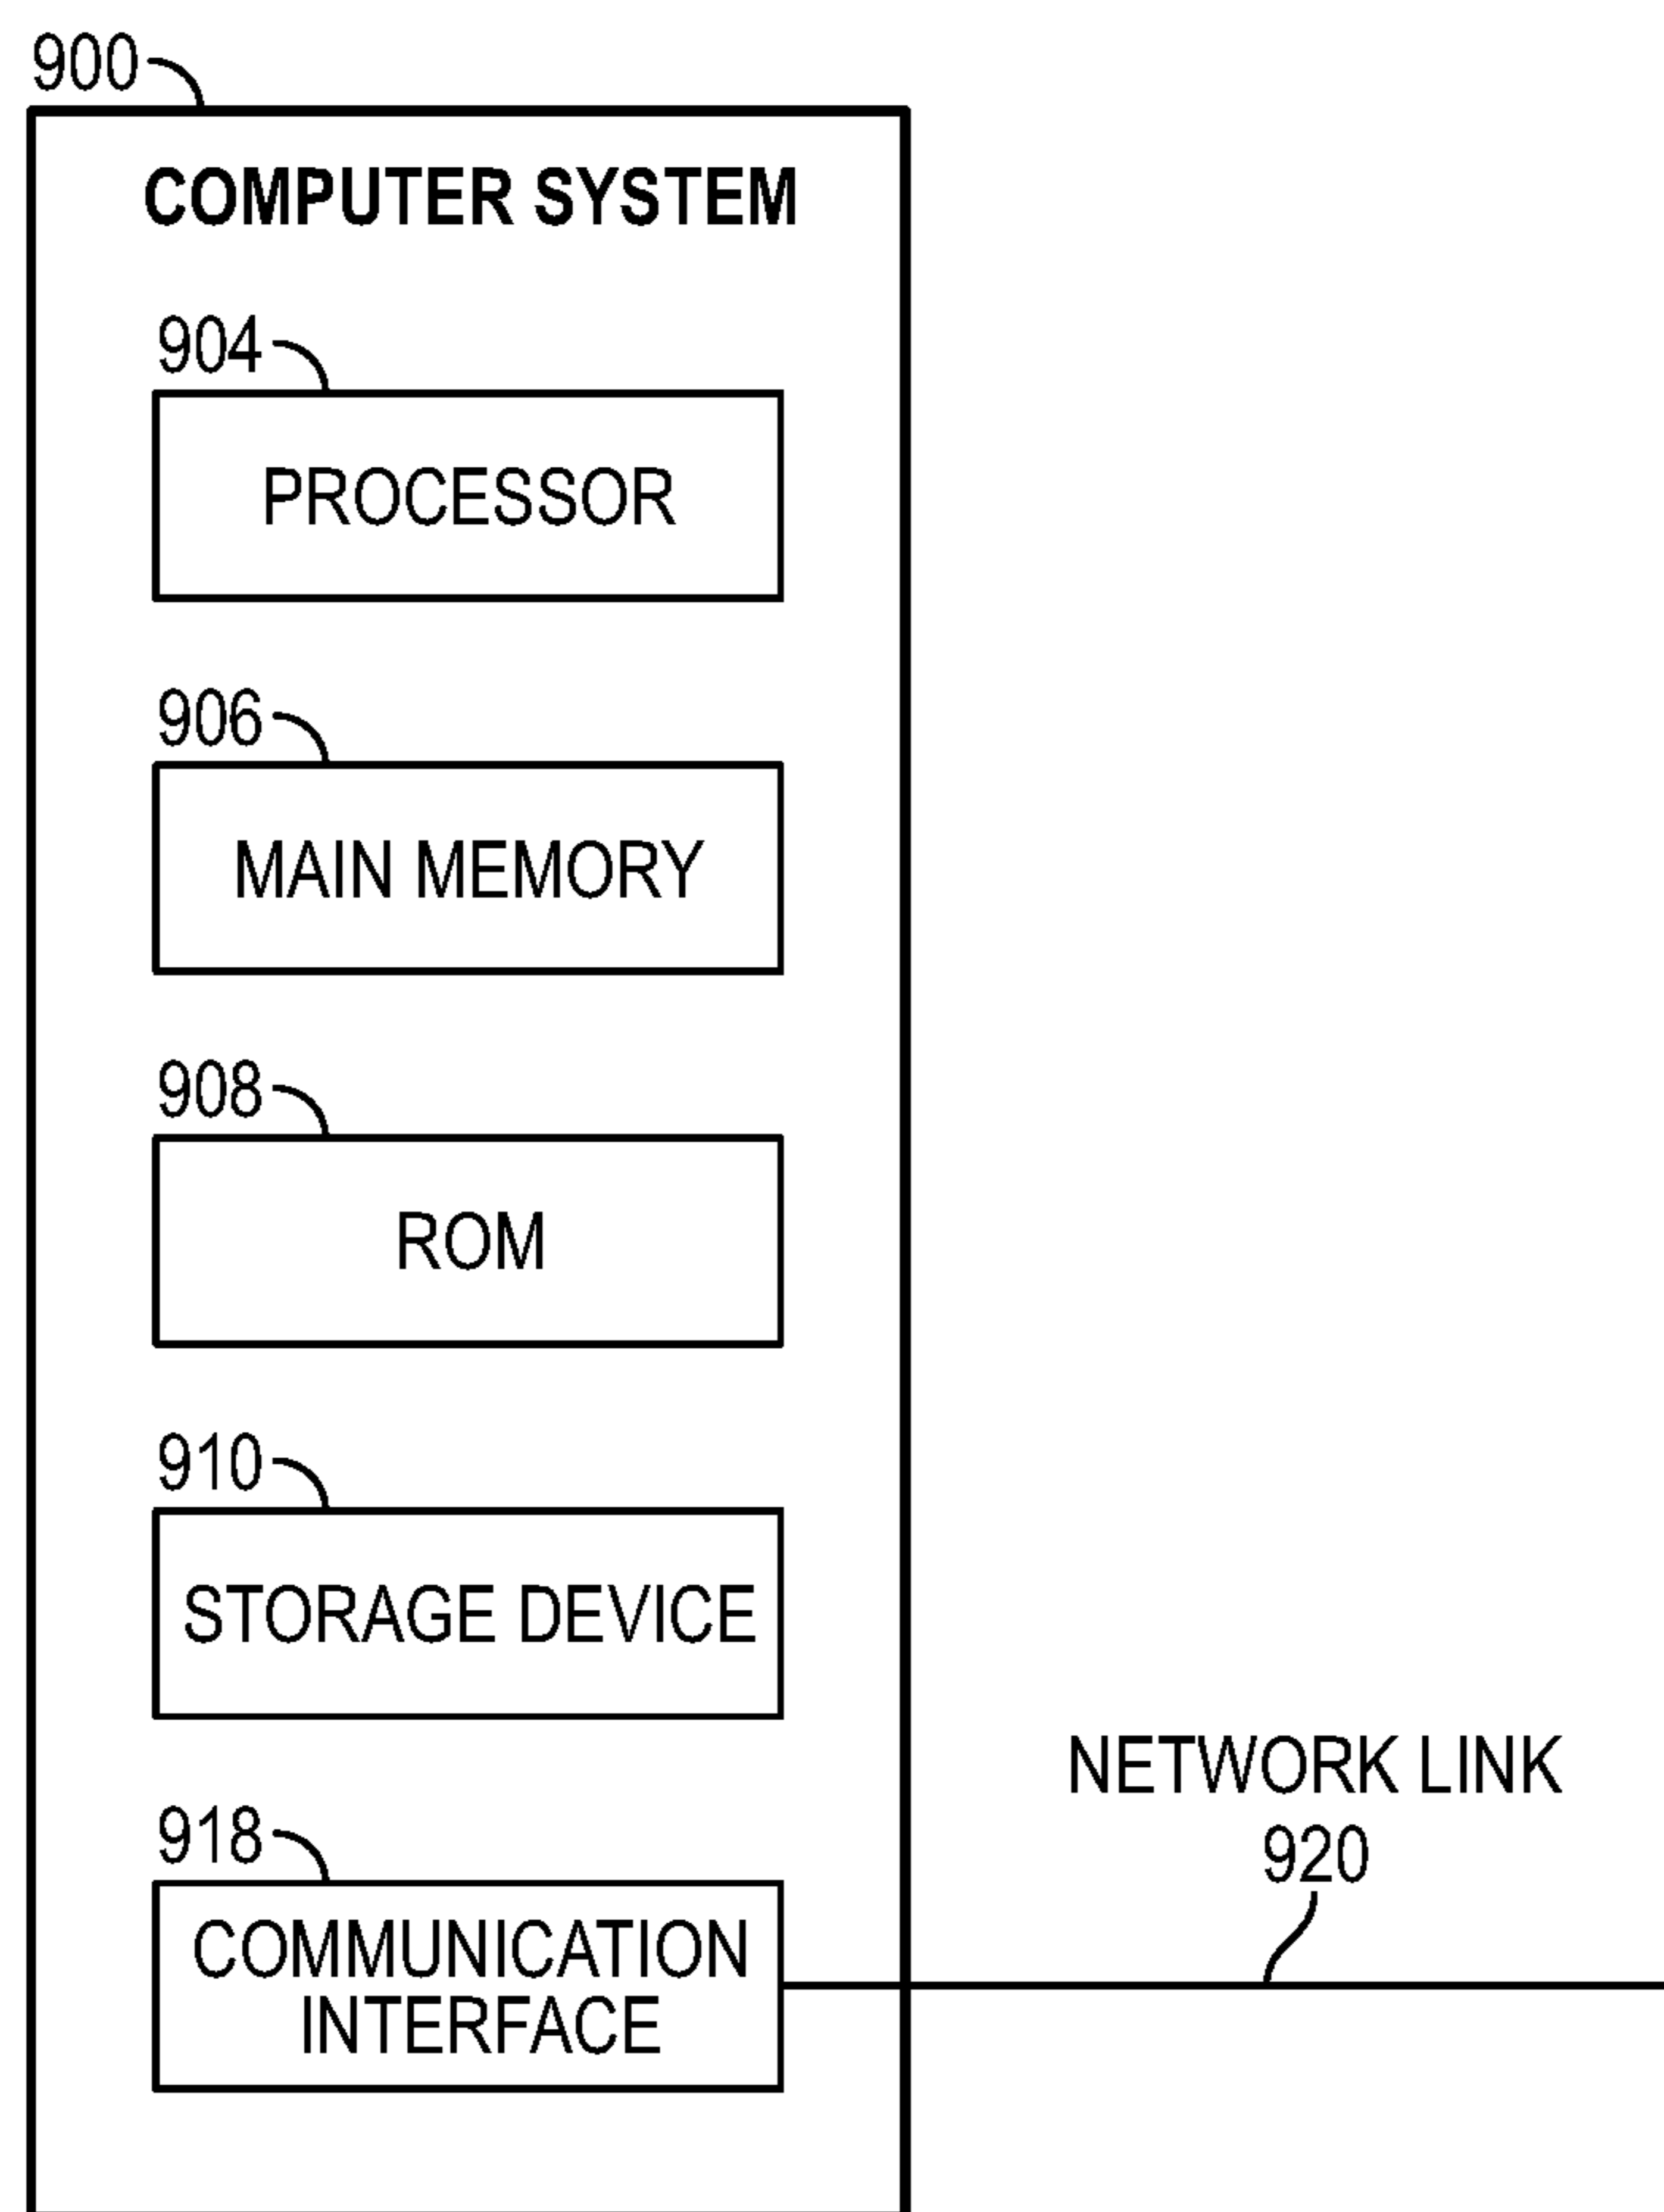 900
COMPUTER SYSTEM
904
PROCESSOR
906
MAIN MEMORY
908
ROM
910
STORAGE DEVICE
918
COMMUNICATION
INTERFACE
NETWORK LINK
920